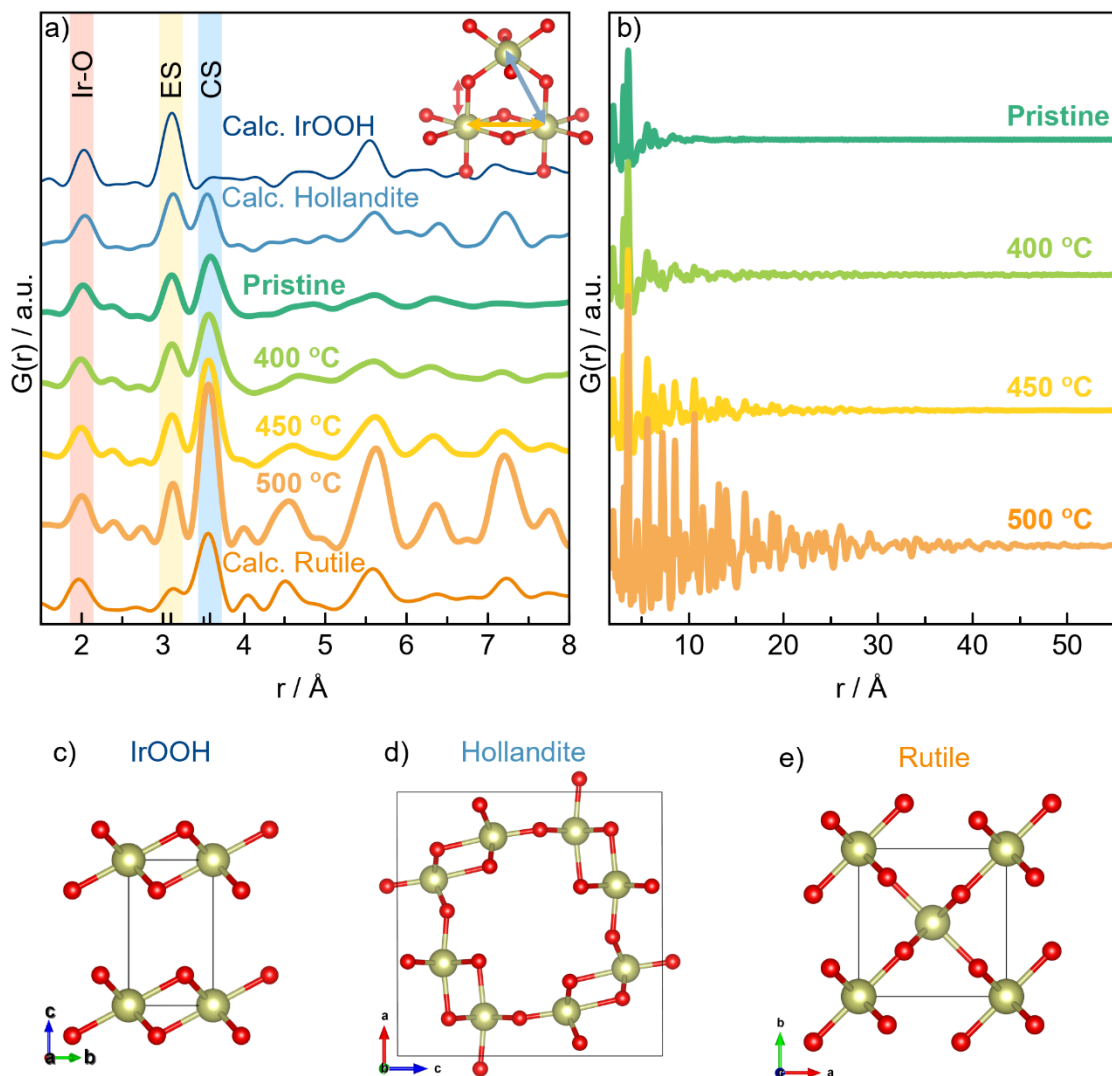 a)
Ir-O
ES
CS
Calc. IrOOH
Calc. Hollandite
Pristine
400 °C
450 °C
500 °C
Calc. Rutile
G(r) / a.u.
2 3 4 5 6 7 8
r / Å
b)
Pristine
400 °C
450 °C
500 °C
G(r) / a.u.
10 20 30 40 50
r / Å
c) IrOOH
c
a b
d) Hollandite
a
b c
e) Rutile
b
c a